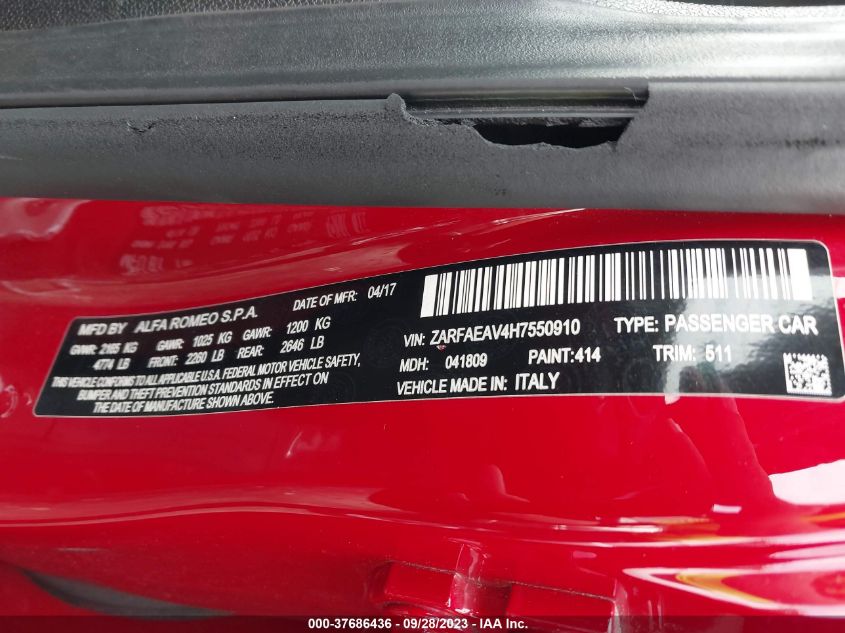 MFD BY ALFA ROMEO S.P.A. DATE OF MFR: 04/17
GVWR: 2165 KG GAWR: 1025 KG GAWR: 1200 KG
4774 LB FRONT: 2260 LB REAR: 2646 LB
THIS VEHICLE CONFORMS TO ALL APPLICABLE U.S.A. FEDERAL MOTOR VEHICLE SAFETY,
BUMPER AND THEFT PREVENTION STANDARDS IN EFFECT ON
THE DATE OF MANUFACTURE SHOWN ABOVE.
VIN: ZARFAEAV4H7550910 TYPE: PASSENGER CAR
MDH: 041809 PAINT: 414 TRIM: 511
VEHICLE MADE IN: ITALY
000-37686436 - 09/28/2023 - IAA Inc.